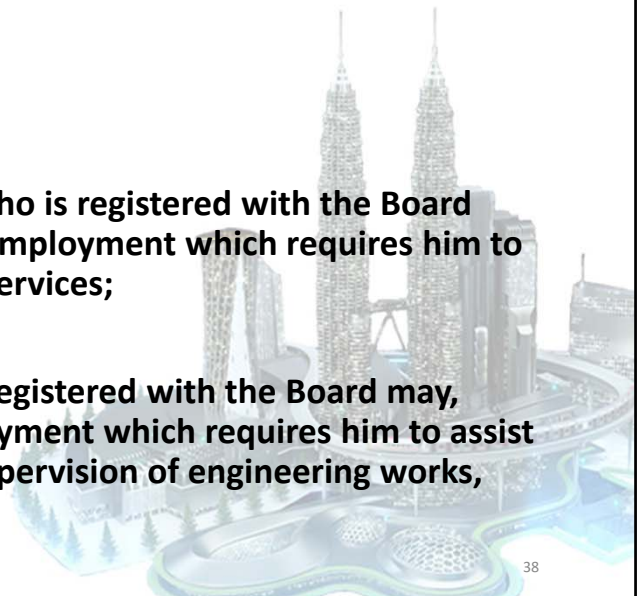 ho is registered with the Board
mployment which requires him to
ervices;
egistered with the Board may,
yment which requires him to assist
pervision of engineering works,
38